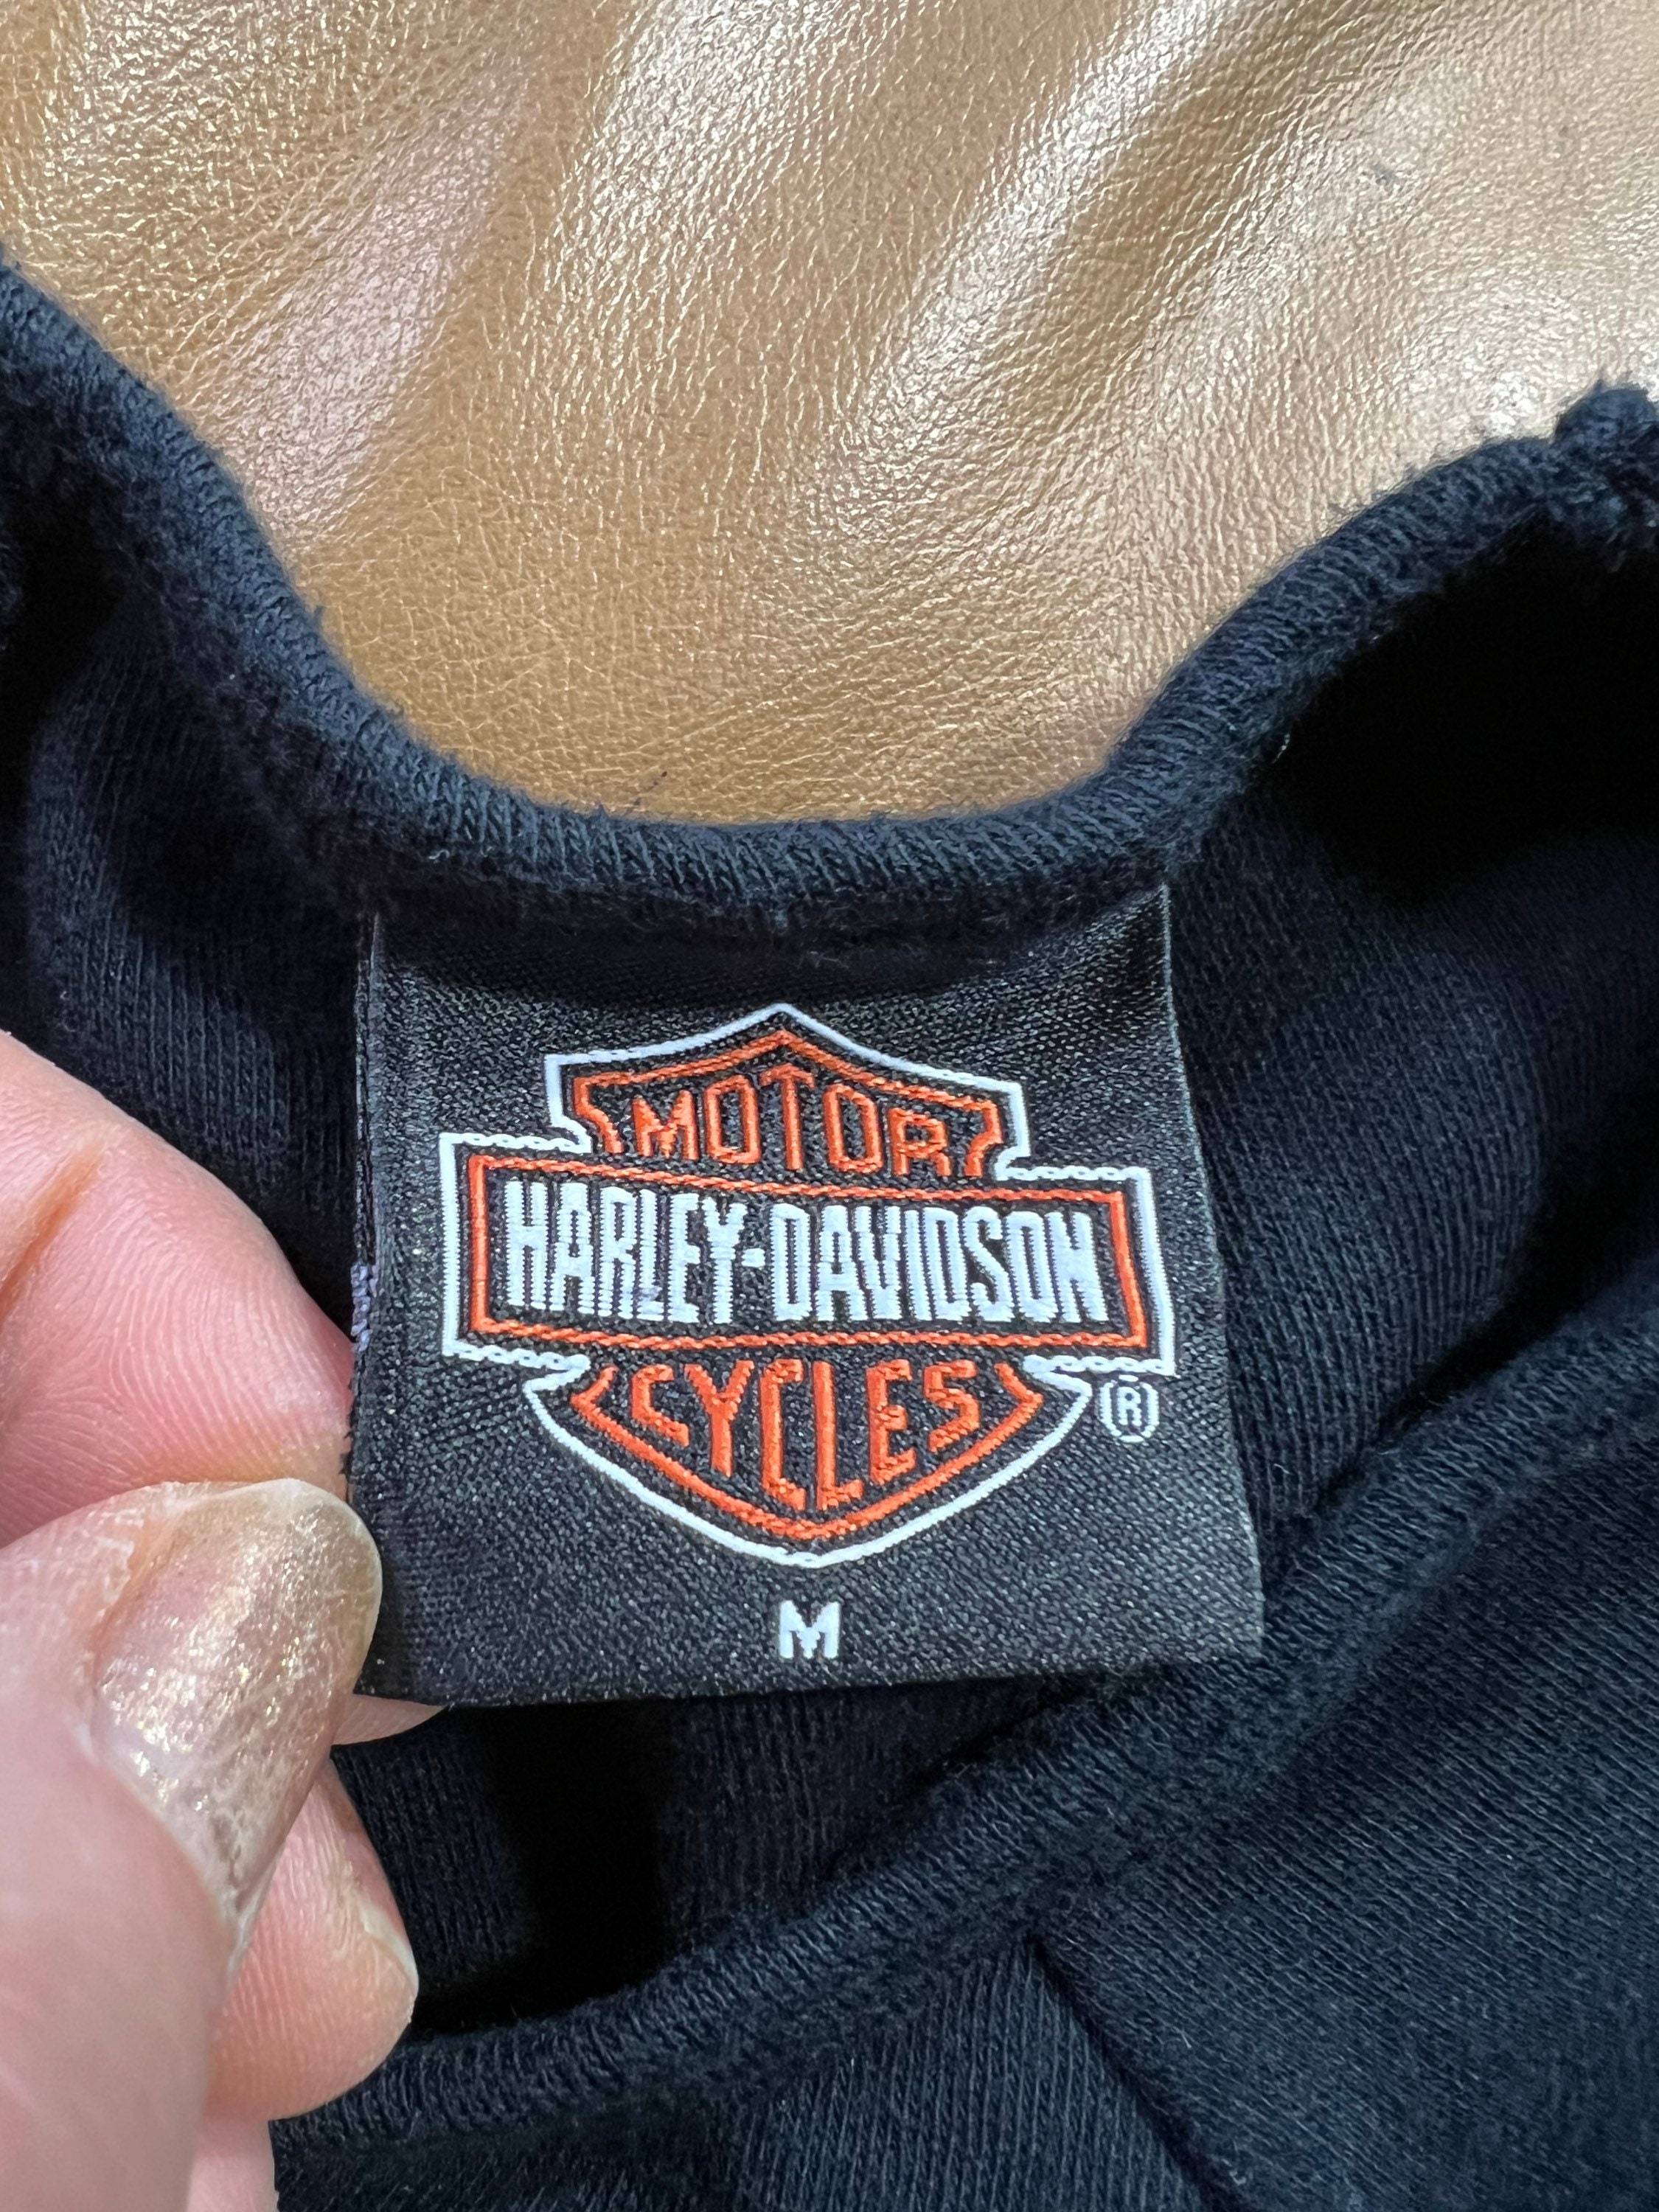 MOTOR
HARLEY-DAVIDSON
CYCLES
®
M